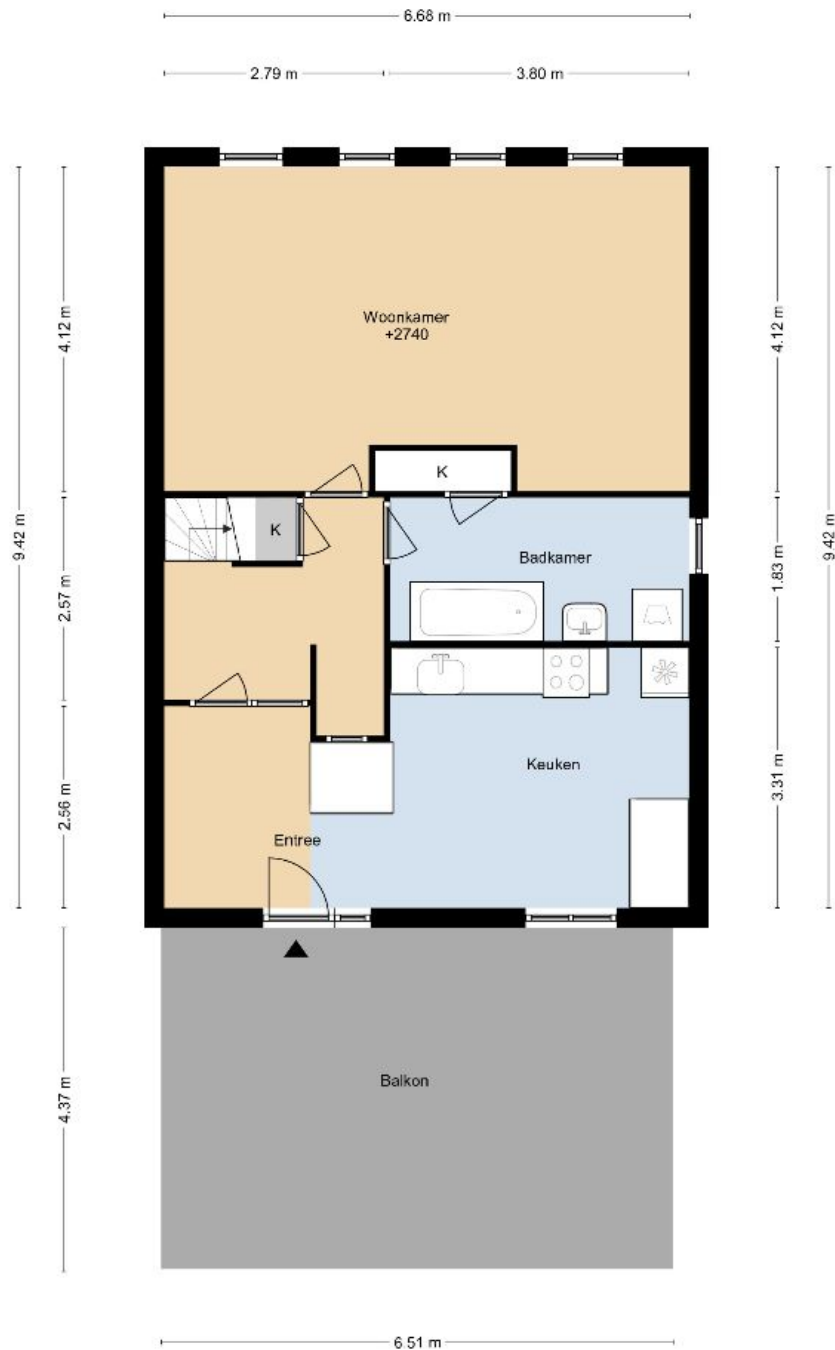 6.68 m
2.79 m
3.80 m
Woonkamer
+2740
4.12 m
4.12 m
K
9.42 m
9.42 m
K
Badkamer
2.57 m
1.83 m
Keuken
2.56 m
3.31 m
Entree
Balkon
4.37 m
6.51 m